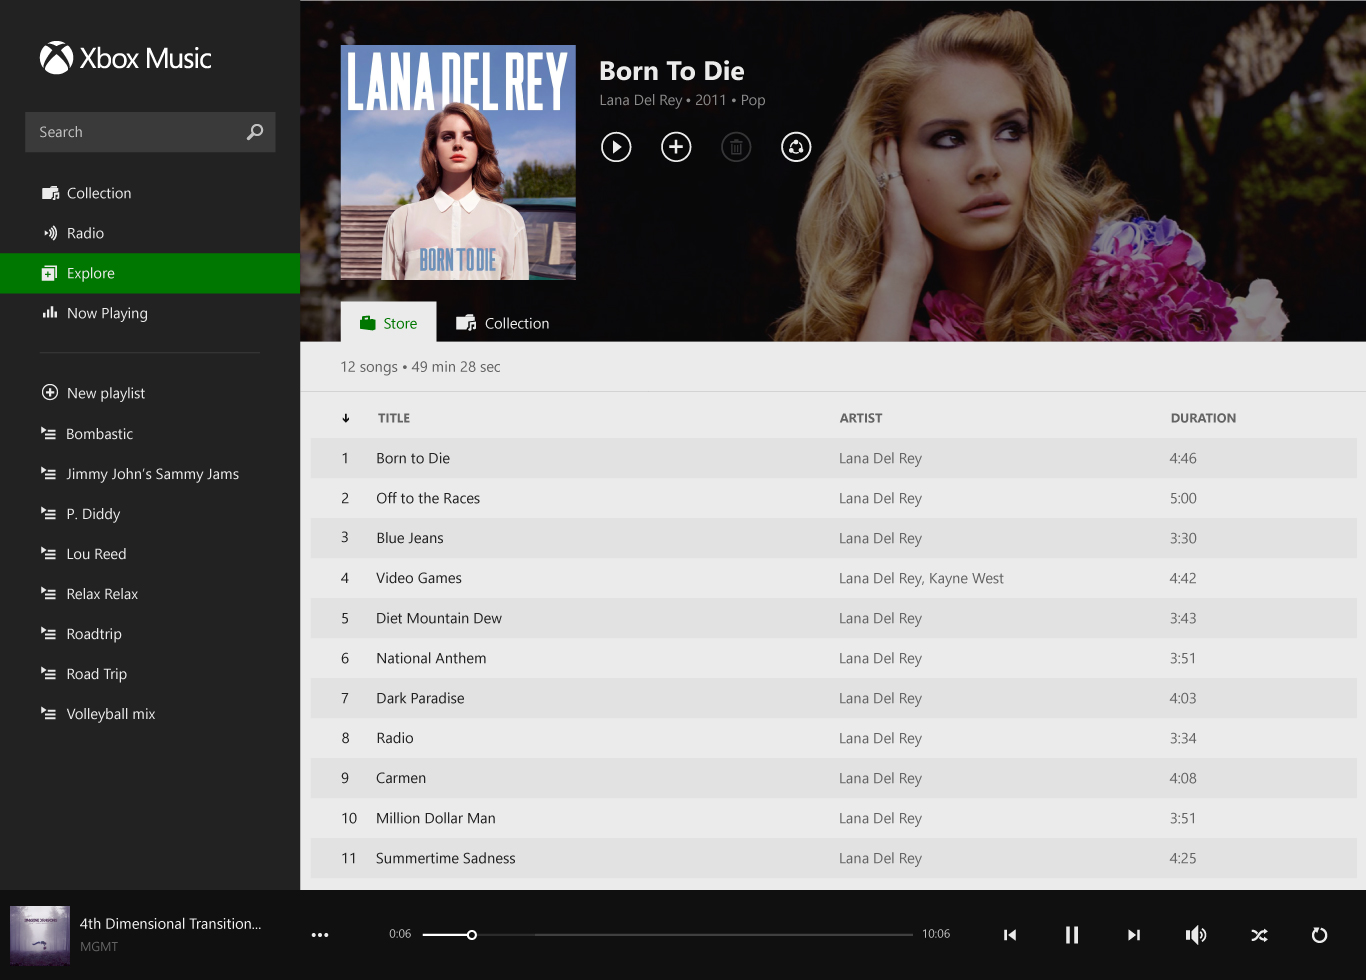 Xbox Music
Search
Collection
Radio
Explore
Now Playing
New playlist
Bombastic
Jimmy John's Sammy Jams
P. Diddy
Lou Reed
Relax Relax
Roadtrip
Road Trip
Volleyball mix
LANA DEL REY
BORN TO DIE
Born To Die
Lana Del Rey • 2011 • Pop
Store
Collection
12 songs • 49 min 28 sec
TITLE ARTIST DURATION
1 Born to Die Lana Del Rey 4:46
2 Off to the Races Lana Del Rey 5:00
3 Blue Jeans Lana Del Rey 3:30
4 Video Games Lana Del Rey, Kayne West 4:42
5 Diet Mountain Dew Lana Del Rey 3:43
6 National Anthem Lana Del Rey 3:51
7 Dark Paradise Lana Del Rey 4:03
8 Radio Lana Del Rey 3:34
9 Carmen Lana Del Rey 4:08
10 Million Dollar Man Lana Del Rey 3:51
11 Summertime Sadness Lana Del Rey 4:25
4th Dimensional Transition...
MGMT
0:06
10:06